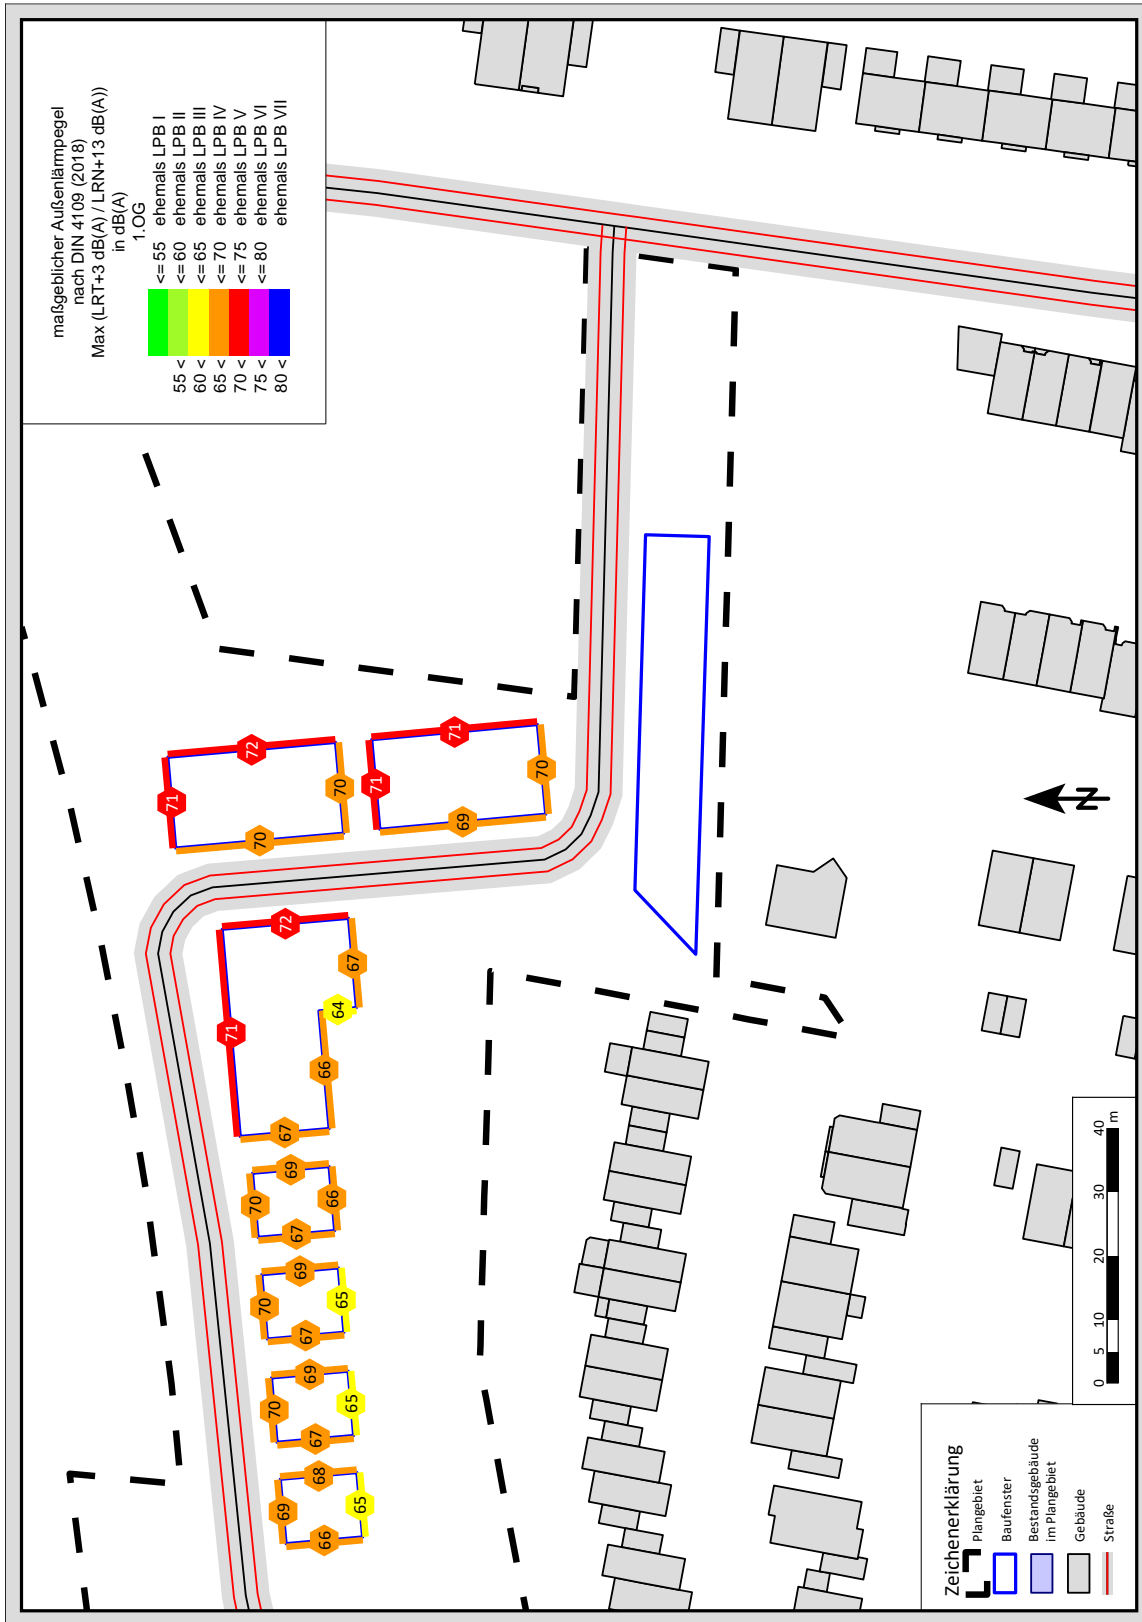 maßgeblicher Außenlärmpegel
nach DIN 4109 (2018)
Max (LRT+3 dB(A) / LRN+13 dB(A))
in dB(A)
1.OG
<= 55 ehemals LPB I
55 < <= 60 ehemals LPB II
60 < <= 65 ehemals LPB III
65 < <= 70 ehemals LPB IV
70 < <= 75 ehemals LPB V
75 < <= 80 ehemals LPB VI
80 < ehemals LPB VII
71
72
70
70
71
71
70
69
71
72
67
64
66
67
70
69
66
67
70
69
65
67
70
69
65
67
69
68
65
66
N
Zeichenerklärung
Plangebiet
Baufenster
Bestandsgebäude
im Plangebiet
Gebäude
Straße
0 5 10 20 30 40
m